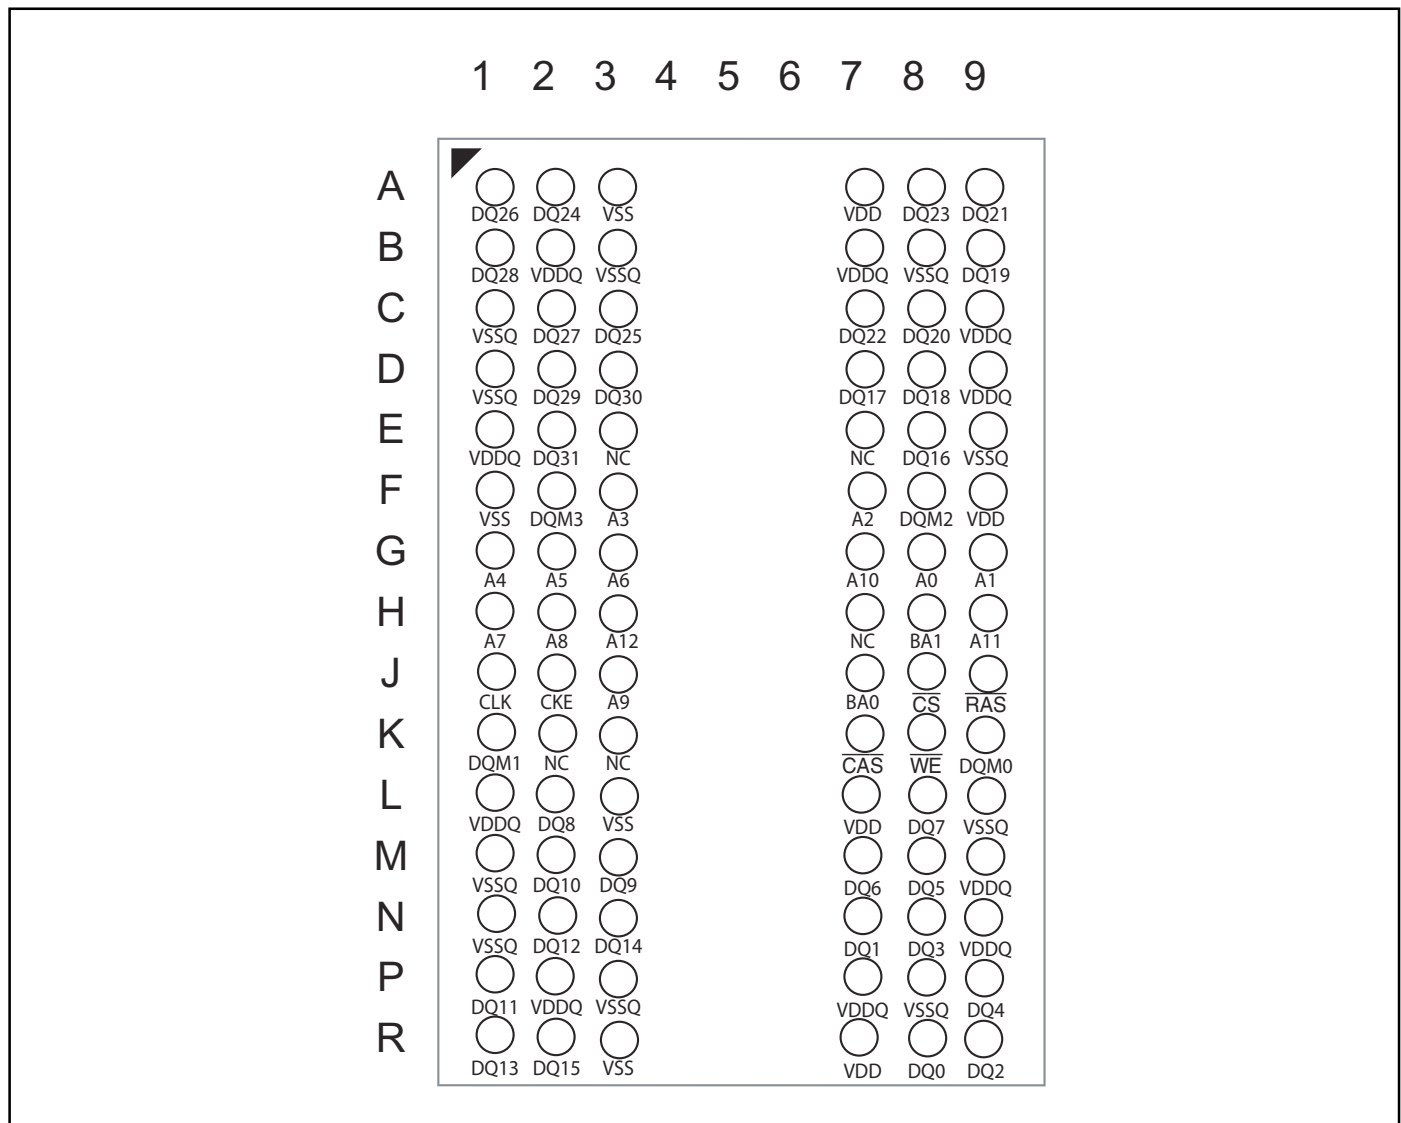 1 2 3 4 5 6 7 8 9
A
DQ26 DQ24 VSS VDD DQ23 DQ21
B
DQ28 VDDQ VSSQ VDDQ VSSQ DQ19
C
VSSQ DQ27 DQ25 DQ22 DQ20 VDDQ
D
VSSQ DQ29 DQ30 DQ17 DQ18 VDDQ
E
VDDQ DQ31 NC NC DQ16 VSSQ
F
VSS DQM3 A3 A2 DQM2 VDD
G
A4 A5 A6 A10 A0 A1
H
A7 A8 A12 NC BA1 A11
J
CLK CKE A9 BA0 C̅S̅ R̅A̅S̅
K
DQM1 NC NC C̅A̅S̅ W̅E̅ DQM0
L
VDDQ DQ8 VSS VDD DQ7 VSSQ
M
VSSQ DQ10 DQ9 DQ6 DQ5 VDDQ
N
VSSQ DQ12 DQ14 DQ1 DQ3 VDDQ
P
DQ11 VDDQ VSSQ VDDQ VSSQ DQ4
R
DQ13 DQ15 VSS VDD DQ0 DQ2